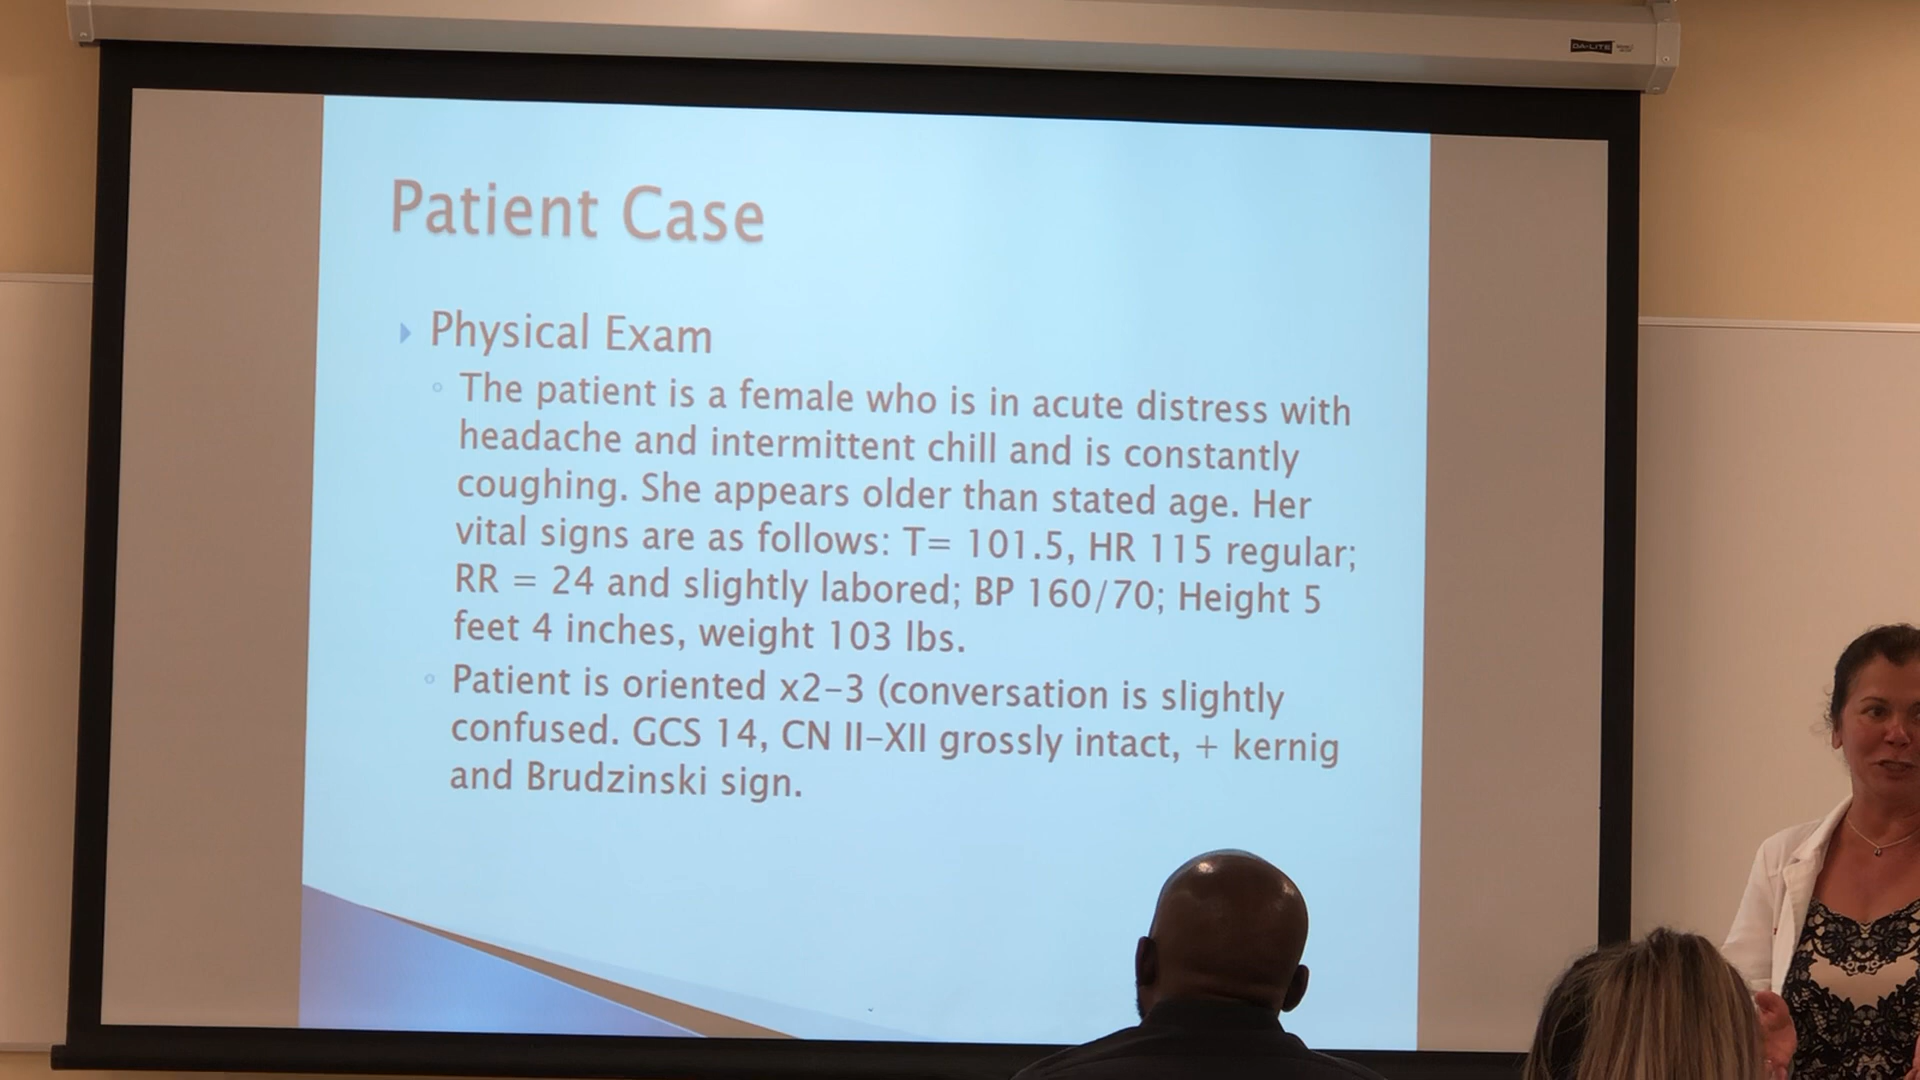 DA-LITE
Patient Case
Physical Exam
The patient is a female who is in acute distress with
headache and intermittent chill and is constantly
coughing. She appears older than stated age. Her
vital signs are as follows: T= 101.5, HR 115 regular;
RR = 24 and slightly labored; BP 160/70; Height 5
feet 4 inches, weight 103 lbs.
Patient is oriented x2-3 (conversation is slightly
confused. GCS 14, CN II-XII grossly intact, + kernig
and Brudzinski sign.